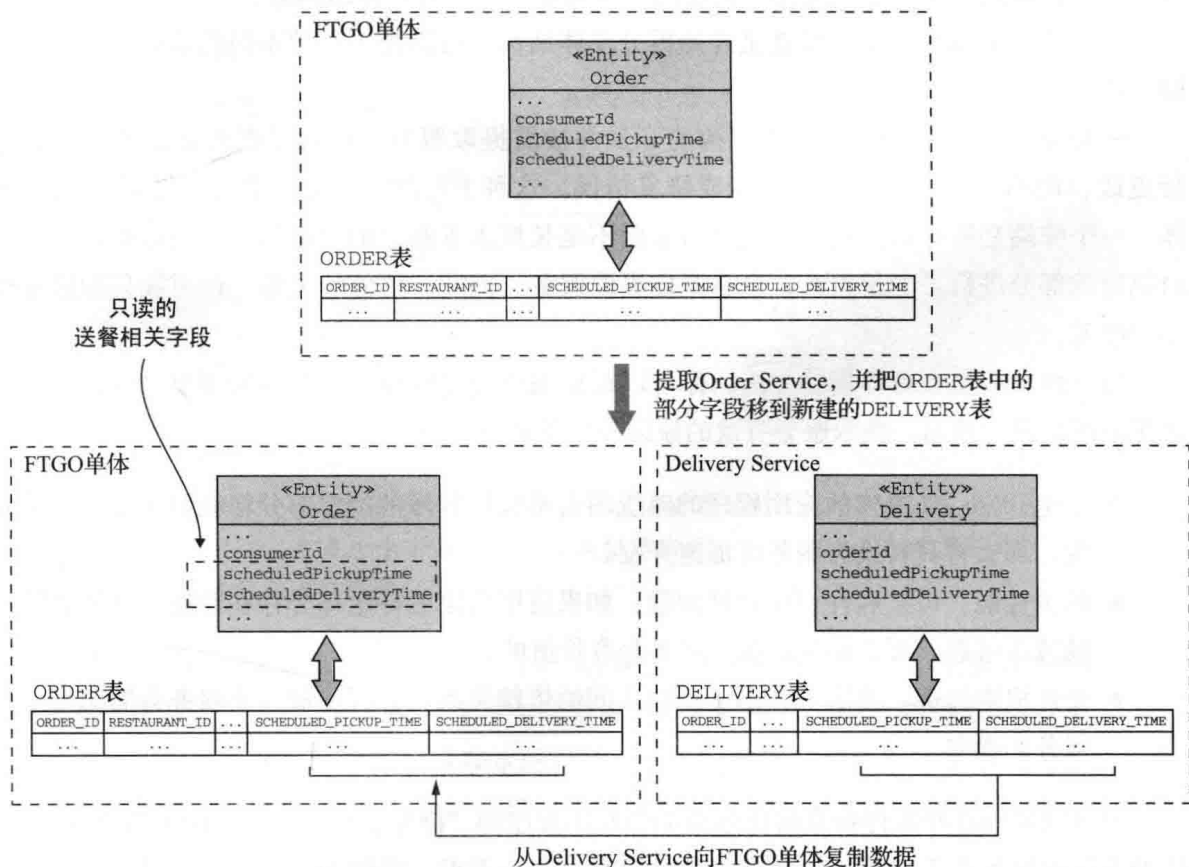 FTGO单体
«Entity»
Order
...
consumerId
scheduledPickupTime
scheduledDeliveryTime
...
ORDER表
ORDER_ID RESTAURANT_ID ... SCHEDULED_PICKUP_TIME SCHEDULED_DELIVERY_TIME
... ... ... ... ...
只读的
送餐相关字段
提取Order Service，并把ORDER表中的
部分字段移到新建的DELIVERY表
FTGO单体
«Entity»
Order
...
consumerId
scheduledPickupTime
scheduledDeliveryTime
...
ORDER表
ORDER_ID RESTAURANT_ID ... SCHEDULED_PICKUP_TIME SCHEDULED_DELIVERY_TIME
... ... ... ... ...
Delivery Service
«Entity»
Delivery
...
orderId
scheduledPickupTime
scheduledDeliveryTime
...
DELIVERY表
ORDER_ID ... SCHEDULED_PICKUP_TIME SCHEDULED_DELIVERY_TIME
... ... ... ...
从Delivery Service向FTGO单体复制数据